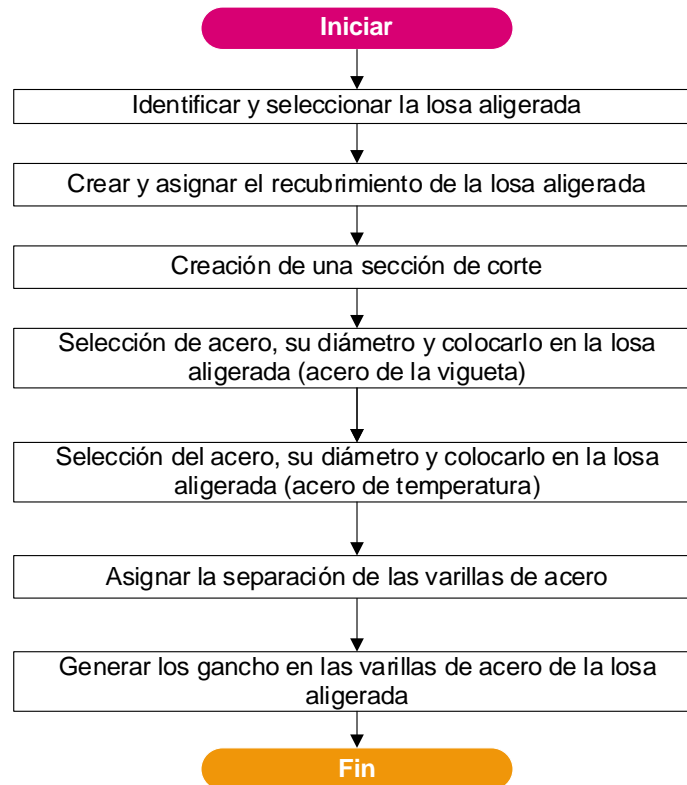 Iniciar
Identificar y seleccionar la losa aligerada
Crear y asignar el recubrimiento de la losa aligerada
Creación de una sección de corte
Selección de acero, su diámetro y colocarlo en la losa
aligerada (acero de la vigueta)
Selección del acero, su diámetro y colocarlo en la losa
aligerada (acero de temperatura)
Asignar la separación de las varillas de acero
Generar los gancho en las varillas de acero de la losa
aligerada
Fin